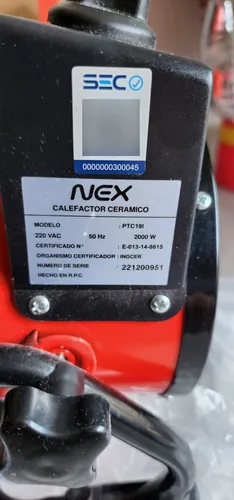 SEC
0000000300045
NEX
CALEFACTOR CERAMICO
MODELO : PTC19I
220 VAC 50 Hz 2000 W
CERTIFICADO N° : E-013-14-8815
ORGANISMO CERTIFICADOR : INGCER
NUMERO DE SERIE : 221200951
HECHO EN R.P.C.